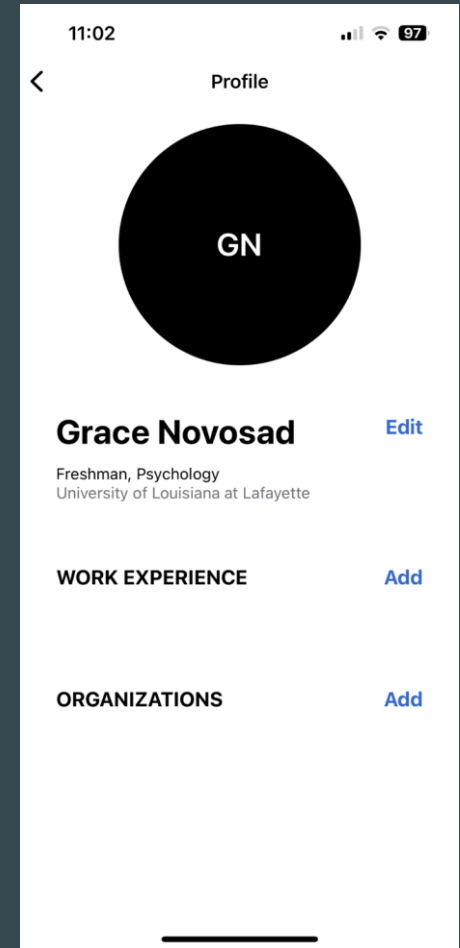 11:02
97
Profile
GN
Grace Novosad
Edit
Freshman, Psychology
University of Louisiana at Lafayette
WORK EXPERIENCE
Add
ORGANIZATIONS
Add